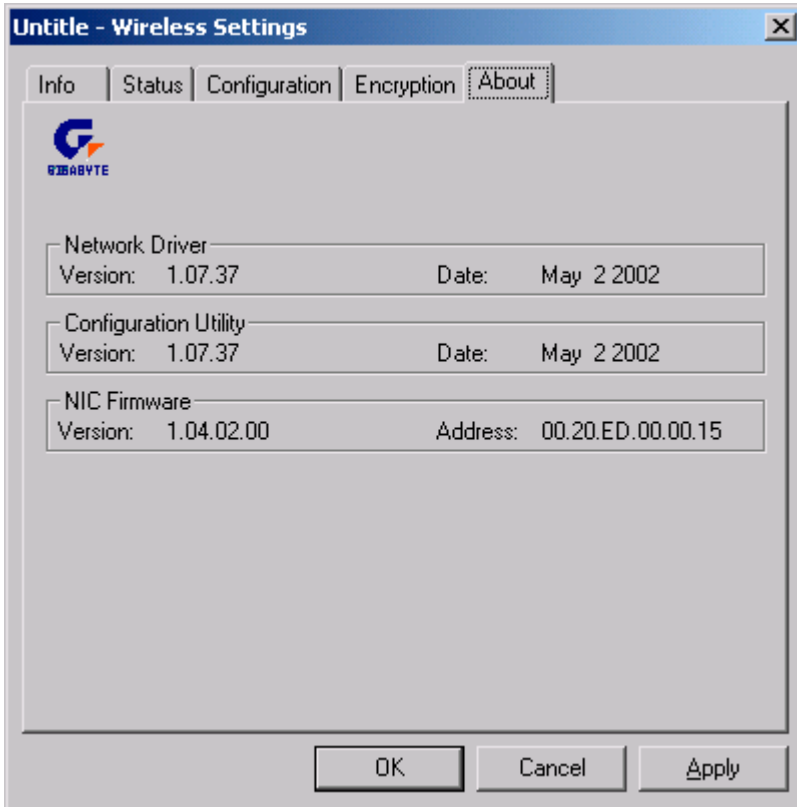 Untitle - Wireless Settings
Info Status Configuration Encryption About
GIGABYTE
Network Driver
Version: 1.07.37 Date: May 2 2002
Configuration Utility
Version: 1.07.37 Date: May 2 2002
NIC Firmware
Version: 1.04.02.00 Address: 00.20.ED.00.00.15
OK Cancel Apply